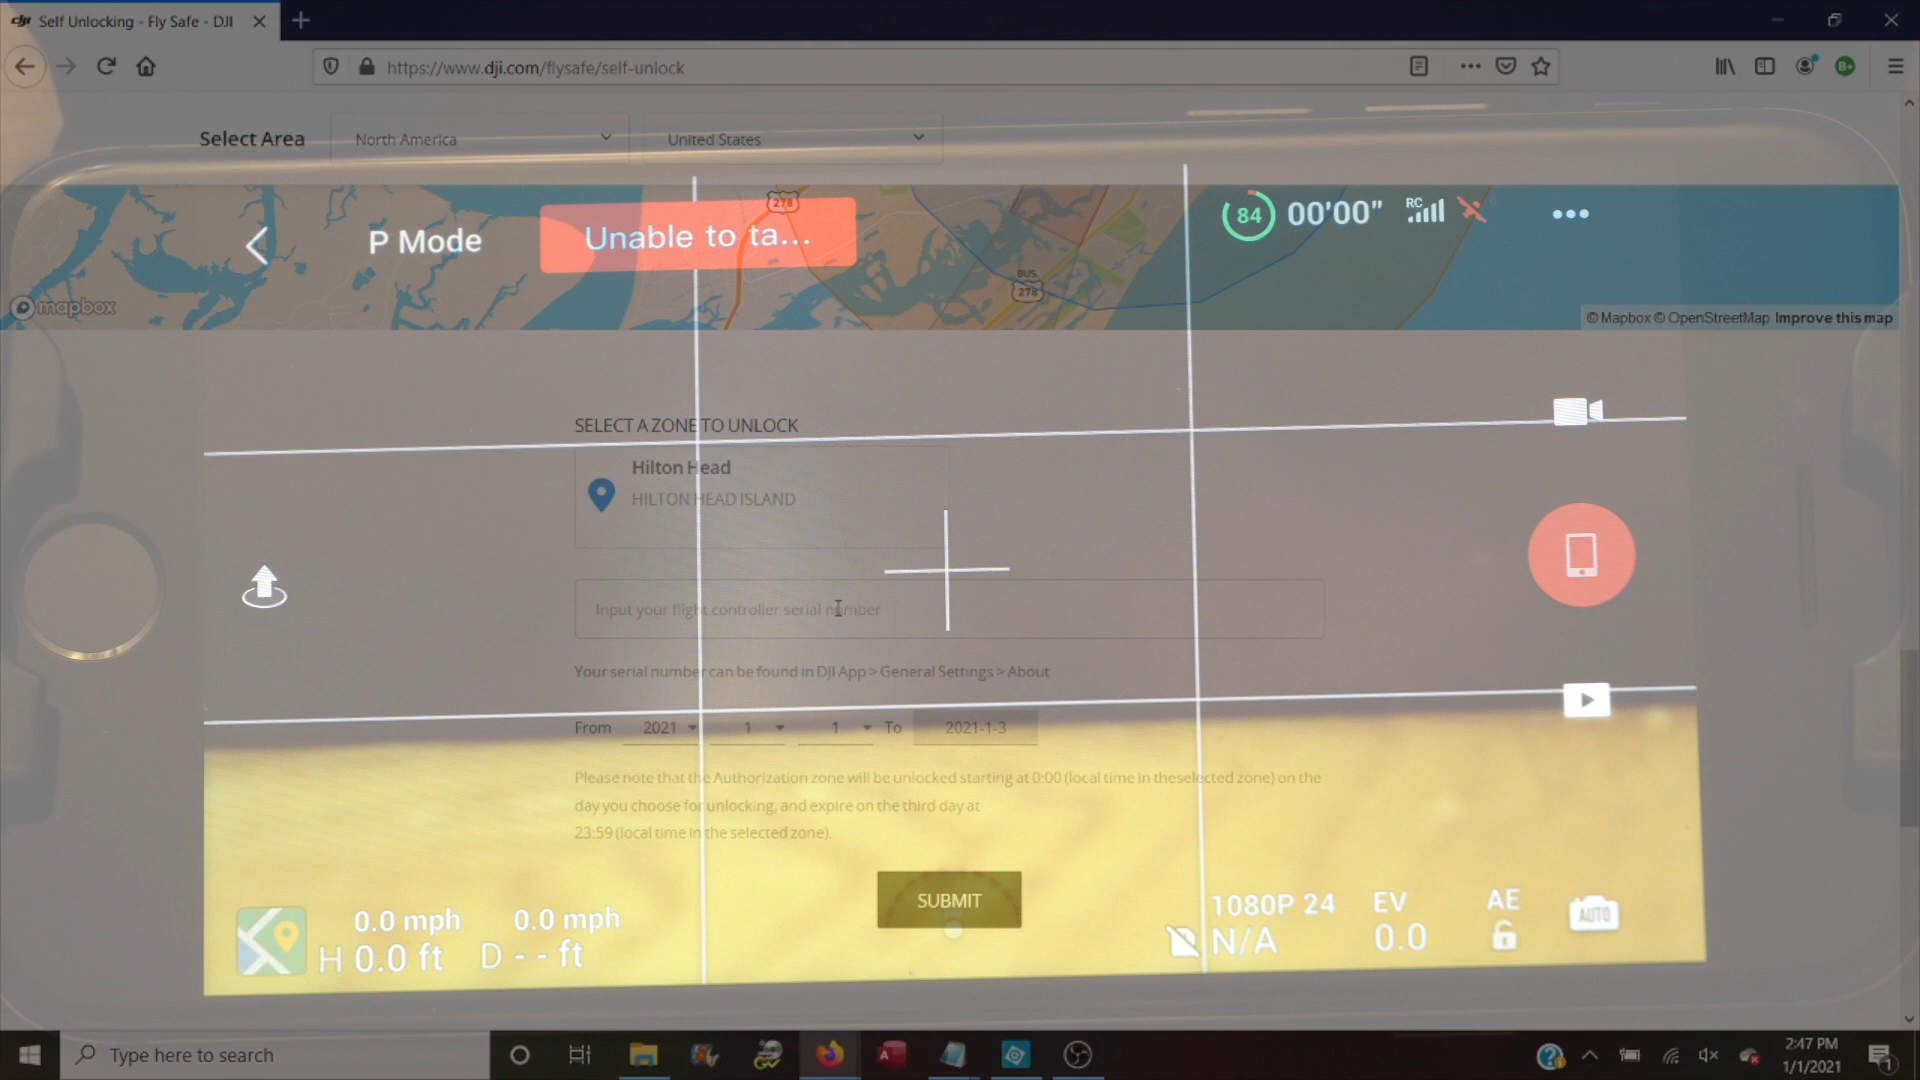 dji Self Unlocking - Fly Safe - DJI
https://www.dji.com/flysafe/self-unlock
B+
Select Area
North America
United States
278
84
00'00"
RC
P Mode
Unable to ta...
BUS.
278
mapbox
© Mapbox © OpenStreetMap Improve this map
SELECT A ZONE TO UNLOCK
Hilton Head
HILTON HEAD ISLAND
Input your flight controller serial number
Your serial number can be found in DJI App > General Settings > About
From 2021 1 1 To 2021-1-3
Please note that the Authorization zone will be unlocked starting at 0:00 (local time in theselected zone) on the
day you choose for unlocking, and expire on the third day at
23:59 (local time in the selected zone).
SUBMIT
0.0 mph 0.0 mph
H 0.0 ft D - - ft
1080P 24 EV AE
N/A 0.0
AUTO
Type here to search
A
2:47 PM
1/1/2021
1